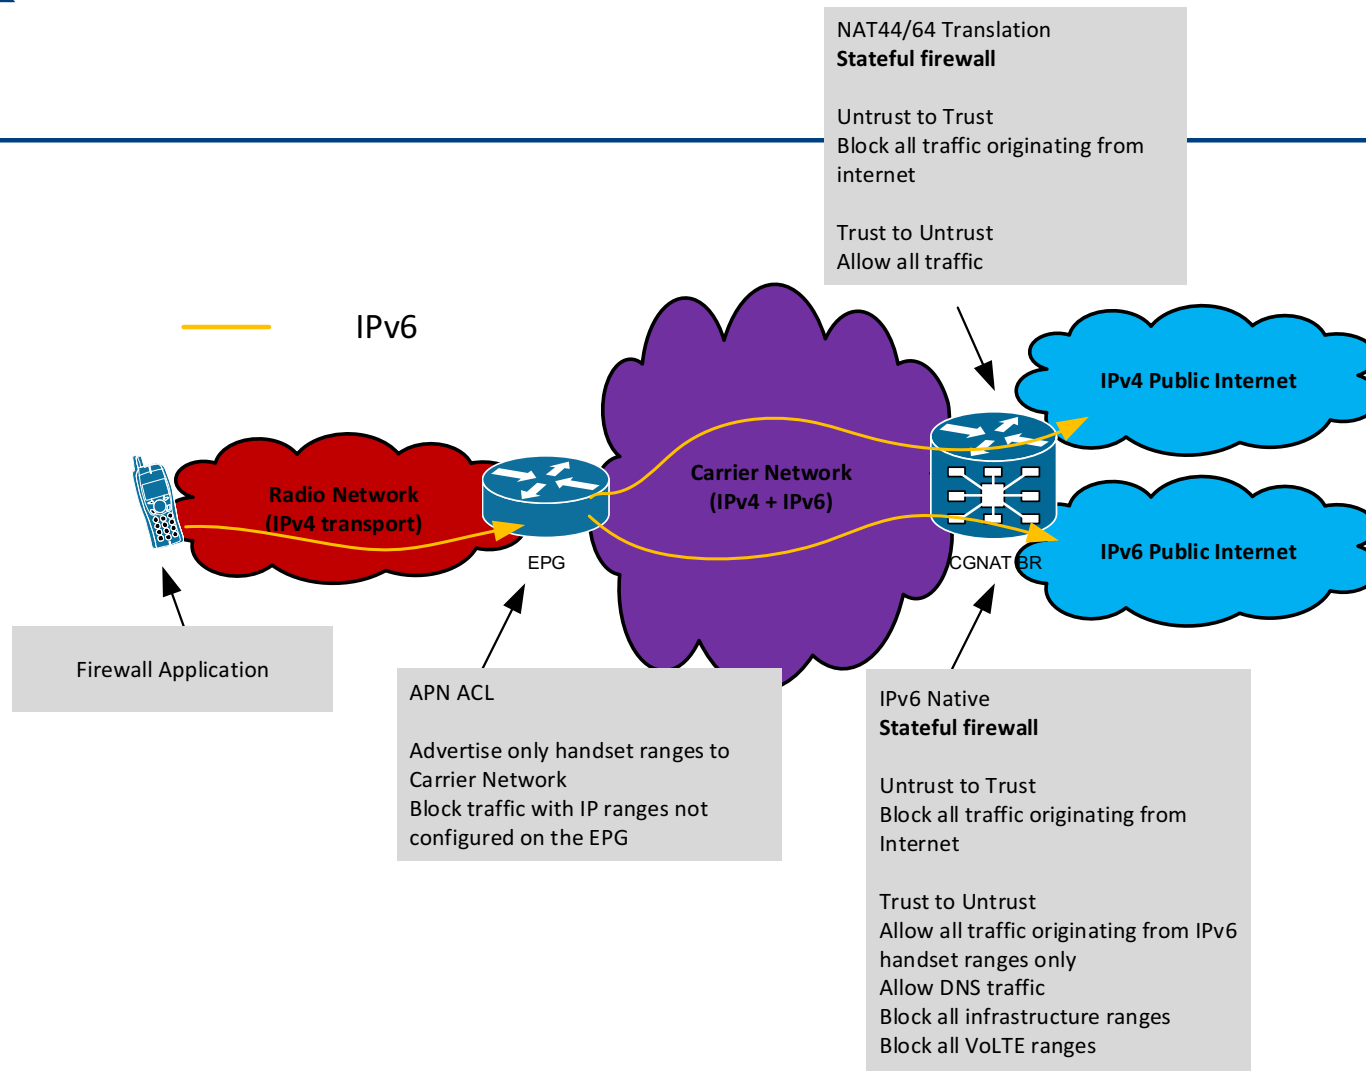 NAT44/64 Translation
Stateful firewall
Untrust to Trust
Block all traffic originating from
internet
Trust to Untrust
Allow all traffic
IPv6
IPv4 Public Internet
Radio Network
(IPv4 transport)
Carrier Network
(IPv4 + IPv6)
IPv6 Public Internet
EPG
CGNAT BR
Firewall Application
APN ACL
Advertise only handset ranges to
Carrier Network
Block traffic with IP ranges not
configured on the EPG
IPv6 Native
Stateful firewall
Untrust to Trust
Block all traffic originating from
Internet
Trust to Untrust
Allow all traffic originating from IPv6
handset ranges only
Allow DNS traffic
Block all infrastructure ranges
Block all VoLTE ranges